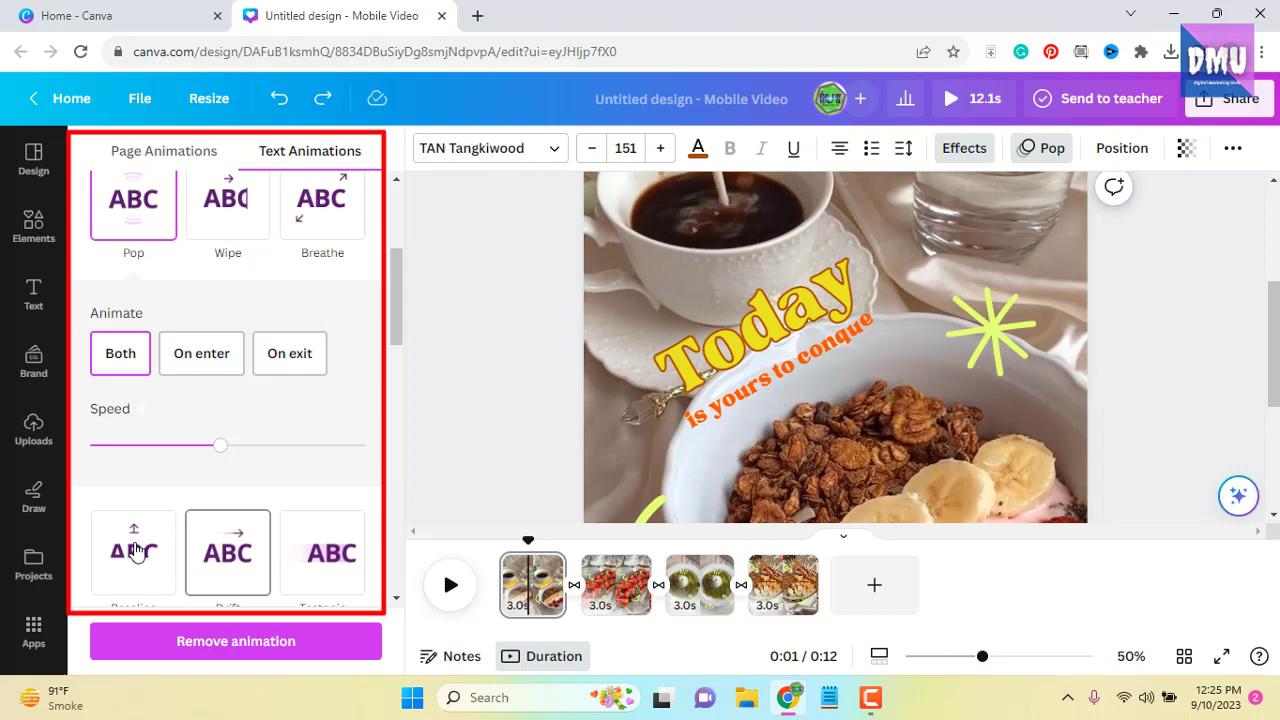 Home - Canva
Untitled design - Mobile Video
canva.com/design/DAFuB1ksmhQ/8834DBuSiyDg8smjNdpvpA/edit?ui=eyJHIjp7fX0
DMU
Home
File
Resize
Untitled design - Mobile Video
12.1s
Send to teacher
Share
Design
Elements
Text
Brand
Uploads
Draw
Projects
Apps
Page Animations
Text Animations
ABC
ABC
ABC
Pop
Wipe
Breathe
Animate
Both
On enter
On exit
Speed
ABC
ABC
ABC
Baseline
Drift
Tectonic
Remove animation
TAN Tangkiwood
151
A
B
I
U
Effects
Pop
Position
Today
is yours to conque
3.0s
3.0s
3.0s
3.0s
Notes
Duration
0:01 / 0:12
50%
91°F
Smoke
Search
12:25 PM
9/10/2023
2